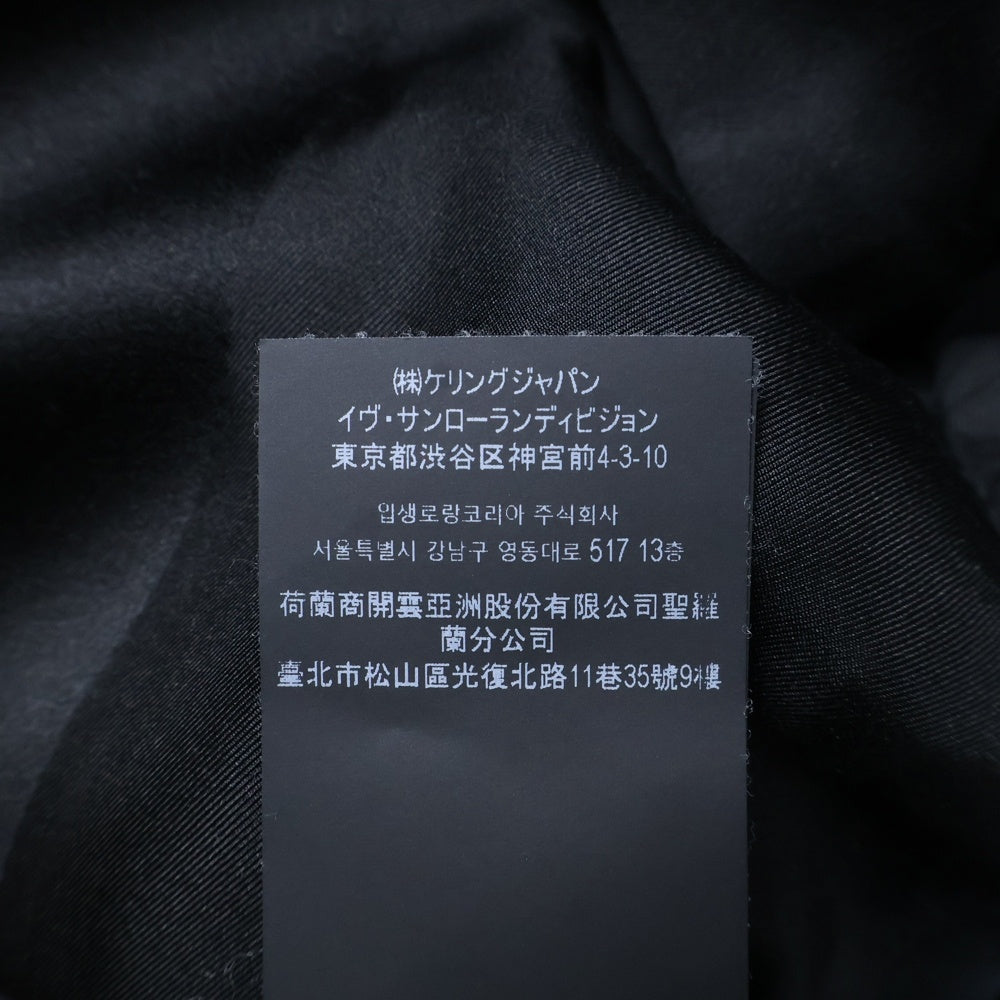 (株)ケリングジャパン
イヴ・サンローランディビジョン
東京都渋谷区神宮前4-3-10
입생로랑코리아 주식회사
서울특별시 강남구 영동대로 517 13층
荷蘭商開雲亞洲股份有限公司聖羅
蘭分公司
臺北市松山區光復北路11巷35號9樓